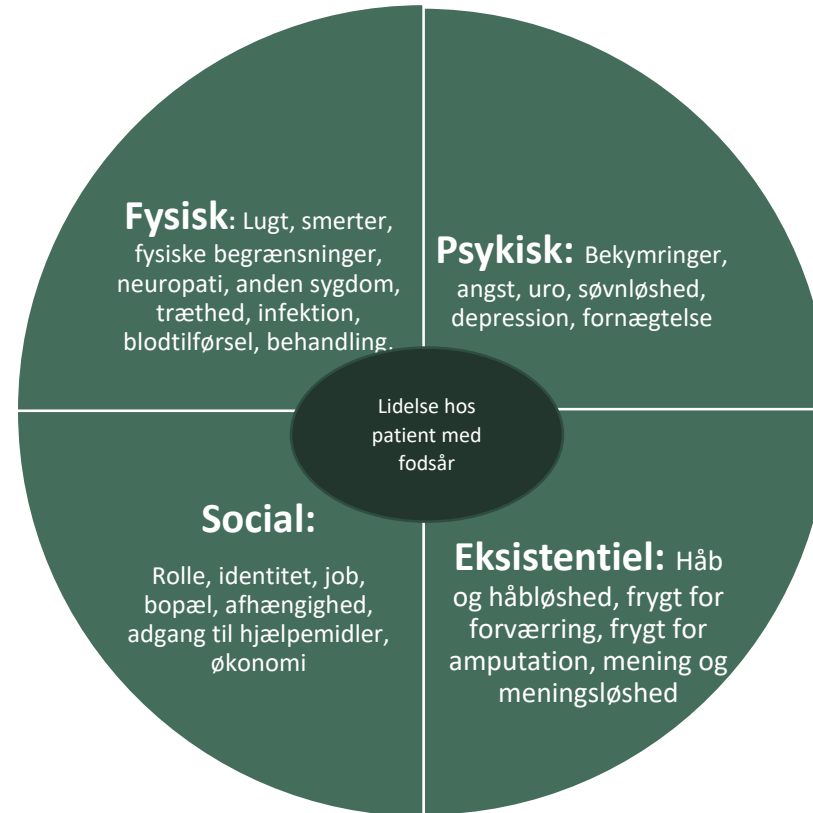 Fysisk: Lugt, smerter,
fysiske begrænsninger,
neuropati, anden sygdom,
træthed, infektion,
blodtilførsel, behandling.
Psykisk: Bekymringer,
angst, uro, søvnløshed,
depression, fornægtelse
Lidelse hos
patient med
fodsår
Social:
Rolle, identitet, job,
bopæl, afhængighed,
adgang til hjælpemidler,
økonomi
Eksistentiel: Håb
og håbløshed, frygt for
forværring, frygt for
amputation, mening og
meningsløshed